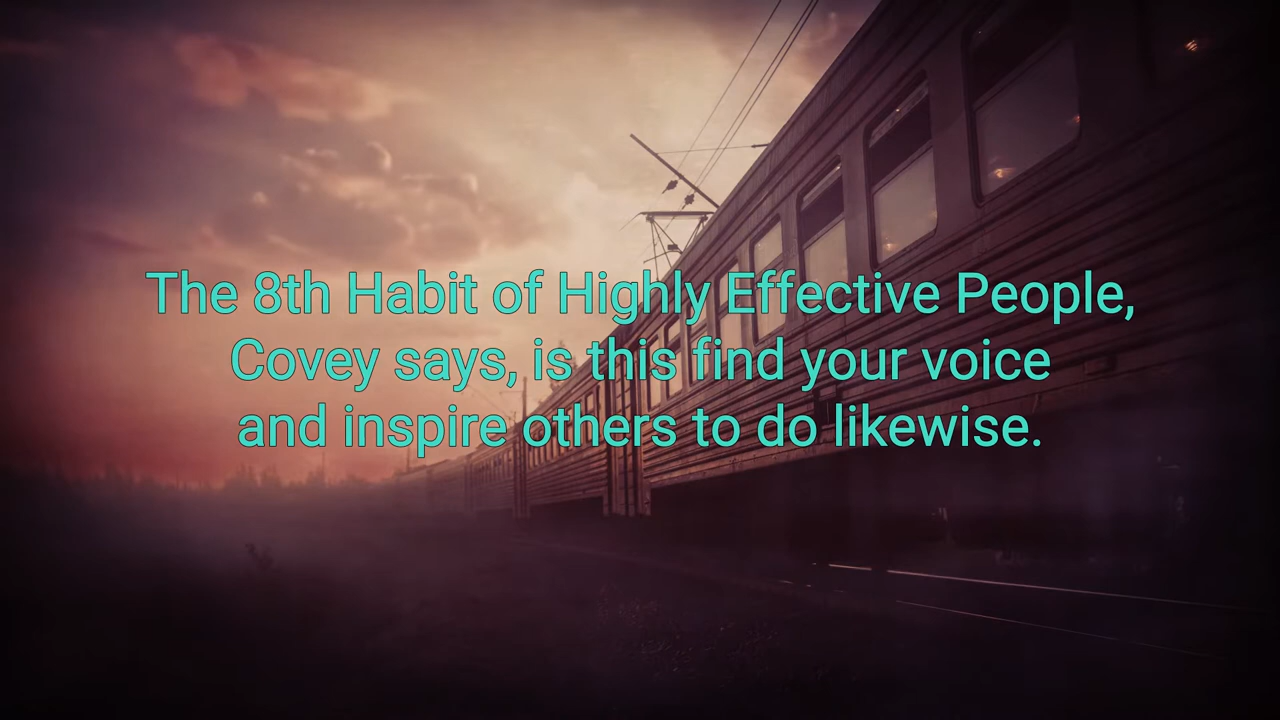 The 8th Habit of Highly Effective People,
Covey says, is this find your voice
and inspire others to do likewise.